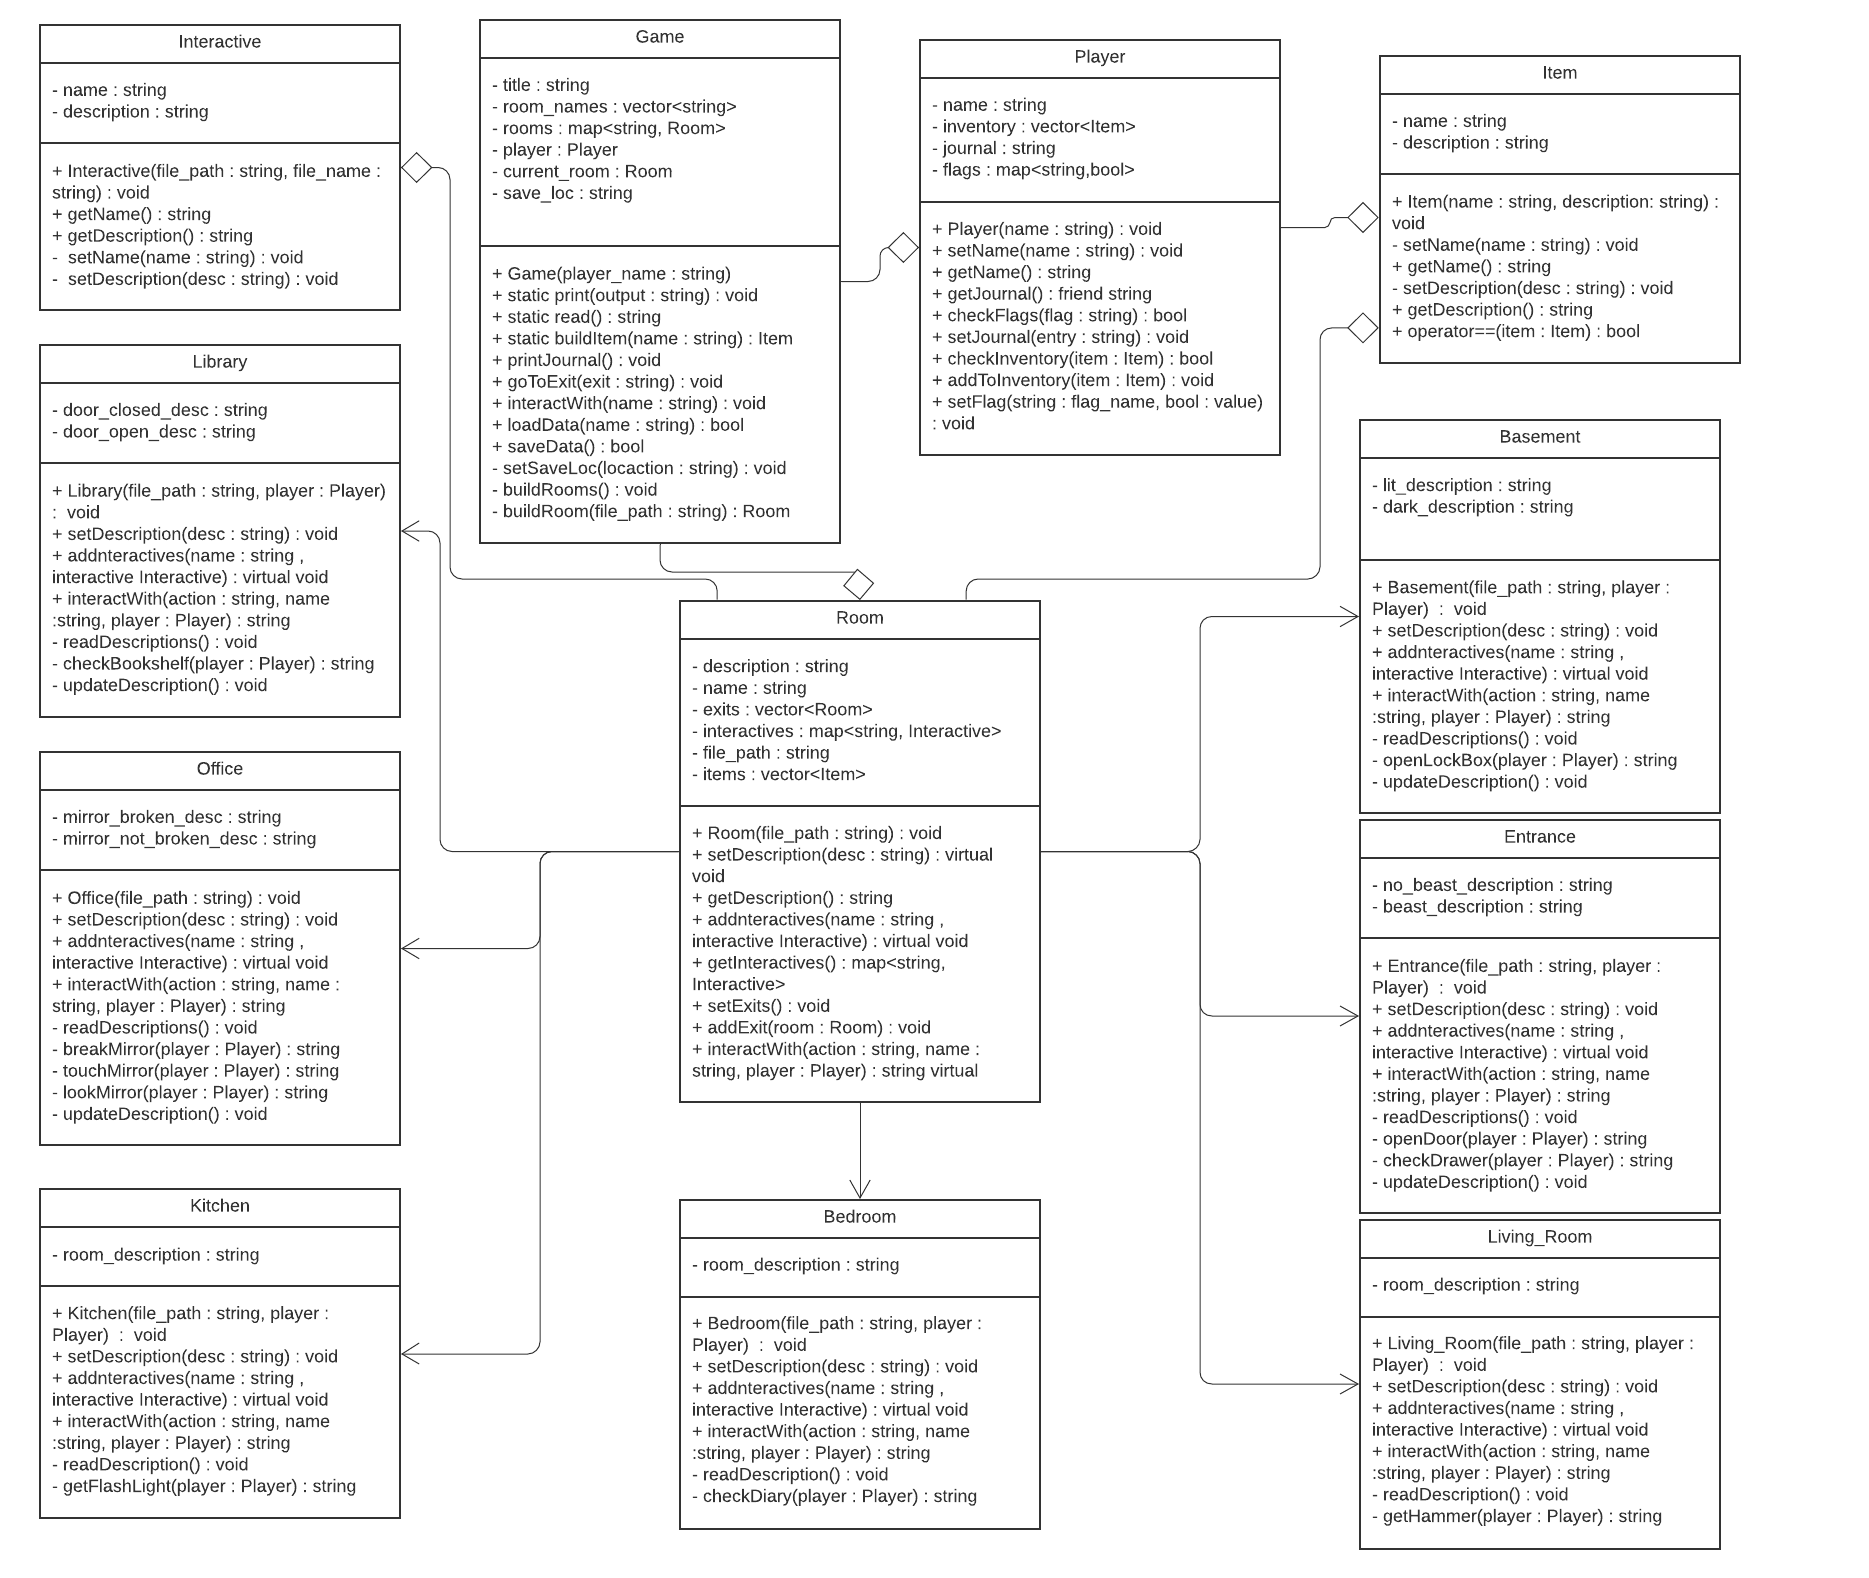 Interactive
- name : string
- description : string
+ Interactive(file_path : string, file_name :
string) : void
+ getName() : string
+ getDescription() : string
-  setName(name : string) : void
-  setDescription(desc : string) : void
Game
- title : string
- room_names : vector<string>
- rooms : map<string, Room>
- player : Player
- current_room : Room
- save_loc : string
+ Game(player_name : string)
+ static print(output : string) : void
+ static read() : string
+ static buildItem(name : string) : Item
+ printJournal() : void
+ goToExit(exit : string) : void
+ interactWith(name : string) : void
+ loadData(name : string) : bool
+ saveData() : bool
- setSaveLoc(locaction : string) : void
- buildRooms() : void
- buildRoom(file_path : string) : Room
Player
- name : string
- inventory : vector<Item>
- journal : string
- flags : map<string,bool>
+ Player(name : string) : void
+ setName(name : string) : void
+ getName() : string
+ getJournal() : friend string
+ checkFlags(flag : string) : bool
+ setJournal(entry : string) : void
+ checkInventory(item : Item) : bool
+ addToInventory(item : Item) : void
+ setFlag(string : flag_name, bool : value)
: void
Item
- name : string
- description : string
+ Item(name : string, description: string) :
void
- setName(name : string) : void
+ getName() : string
- setDescription(desc : string) : void
+ getDescription() : string
+ operator==(item : Item) : bool
Library
- door_closed_desc : string
- door_open_desc : string
+ Library(file_path : string, player : Player)
:  void
+ setDescription(desc : string) : void
+ addnteractives(name : string ,
interactive Interactive) : virtual void
+ interactWith(action : string, name
:string, player : Player) : string
- readDescriptions() : void
- checkBookshelf(player : Player) : string
- updateDescription() : void
Office
- mirror_broken_desc : string
- mirror_not_broken_desc : string
+ Office(file_path : string) : void
+ setDescription(desc : string) : void
+ addnteractives(name : string ,
interactive Interactive) : virtual void
+ interactWith(action : string, name :
string, player : Player) : string
- readDescriptions() : void
- breakMirror(player : Player) : string
- touchMirror(player : Player) : string
- lookMirror(player : Player) : string
- updateDescription() : void
Kitchen
- room_description : string
+ Kitchen(file_path : string, player :
Player)  :  void
+ setDescription(desc : string) : void
+ addnteractives(name : string ,
interactive Interactive) : virtual void
+ interactWith(action : string, name
:string, player : Player) : string
- readDescription() : void
- getFlashLight(player : Player) : string
Room
- description : string
- name : string
- exits : vector<Room>
- interactives : map<string, Interactive>
- file_path : string
- items : vector<Item>
+ Room(file_path : string) : void
+ setDescription(desc : string) : virtual
void
+ getDescription() : string
+ addnteractives(name : string ,
interactive Interactive) : virtual void
+ getInteractives() : map<string,
Interactive>
+ setExits() : void
+ addExit(room : Room) : void
+ interactWith(action : string, name :
string, player : Player) : string virtual
Bedroom
- room_description : string
+ Bedroom(file_path : string, player :
Player)  :  void
+ setDescription(desc : string) : void
+ addnteractives(name : string ,
interactive Interactive) : virtual void
+ interactWith(action : string, name
:string, player : Player) : string
- readDescription() : void
- checkDiary(player : Player) : string
Basement
- lit_description : string
- dark_description : string
+ Basement(file_path : string, player :
Player)  :  void
+ setDescription(desc : string) : void
+ addnteractives(name : string ,
interactive Interactive) : virtual void
+ interactWith(action : string, name
:string, player : Player) : string
- readDescriptions() : void
- openLockBox(player : Player) : string
- updateDescription() : void
Entrance
- no_beast_description : string
- beast_description : string
+ Entrance(file_path : string, player :
Player)  :  void
+ setDescription(desc : string) : void
+ addnteractives(name : string ,
interactive Interactive) : virtual void
+ interactWith(action : string, name
:string, player : Player) : string
- readDescriptions() : void
- openDoor(player : Player) : string
- checkDrawer(player : Player) : string
- updateDescription() : void
Living_Room
- room_description : string
+ Living_Room(file_path : string, player :
Player)  :  void
+ setDescription(desc : string) : void
+ addnteractives(name : string ,
interactive Interactive) : virtual void
+ interactWith(action : string, name
:string, player : Player) : string
- readDescription() : void
- getHammer(player : Player) : string